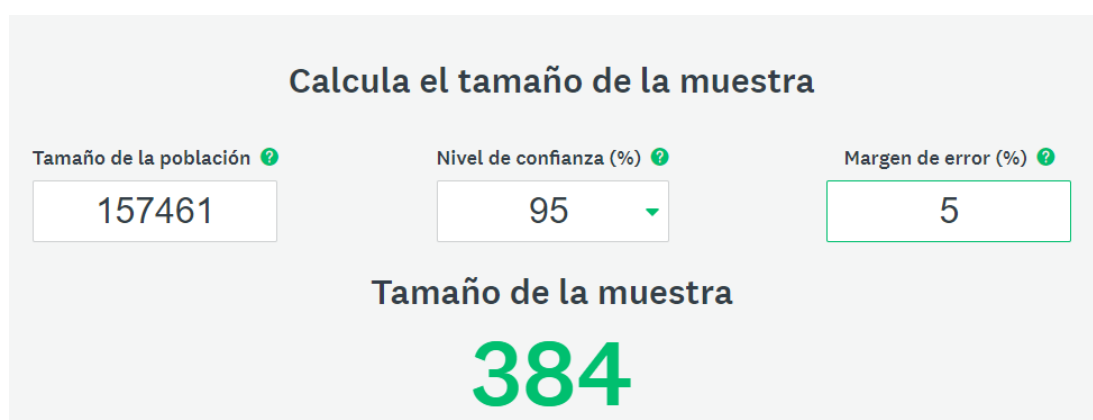 Calcula el tamaño de la muestra
Tamaño de la población ? Nivel de confianza (%) ? Margen de error (%) ?
157461 95 5
Tamaño de la muestra
384